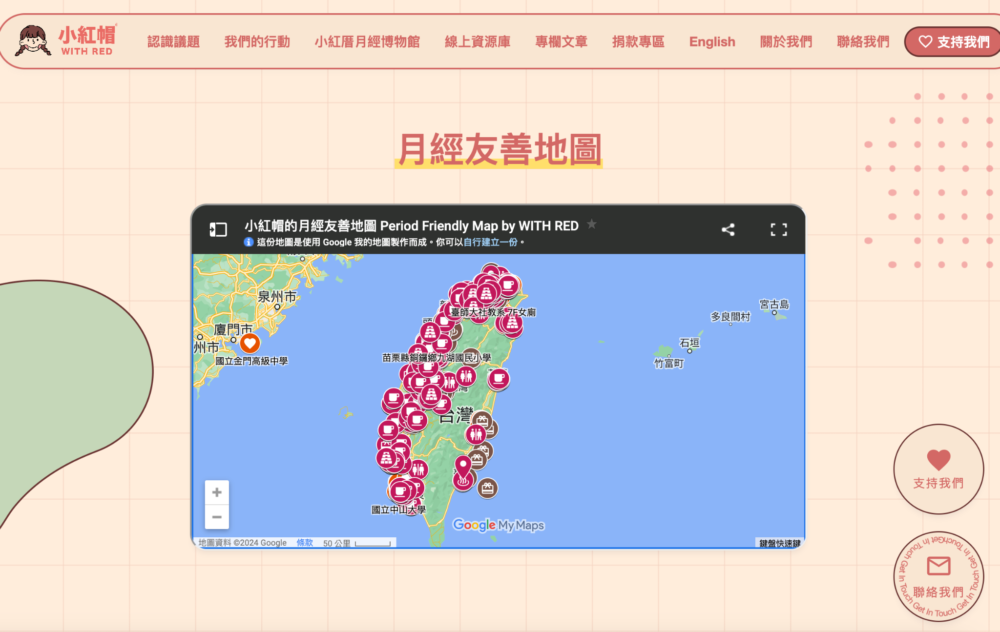 小紅帽
WITH RED
認識議題
我們的行動
小紅厝月經博物館
線上資源庫
專欄文章
捐款專區
English
關於我們
聯絡我們
支持我們
月經友善地圖
小紅帽的月經友善地圖 Period Friendly Map by WITH RED
這份地圖是使用 Google 我的地圖製作而成。你可以自行建立一份。
泉州市
廈門市
州市
國立金門高級中學
臺師大社教系 7F女廁
苗栗縣銅鑼鄉九湖國民小學
台灣
國立中山大學
宮古島
多良間村
石垣
竹富町
Google My Maps
地圖資料 ©2024 Google
條款
50 公里
鍵盤快速鍵
支持我們
聯絡我們
Get In Touch Get In Touch Get In Touch Get In Touch